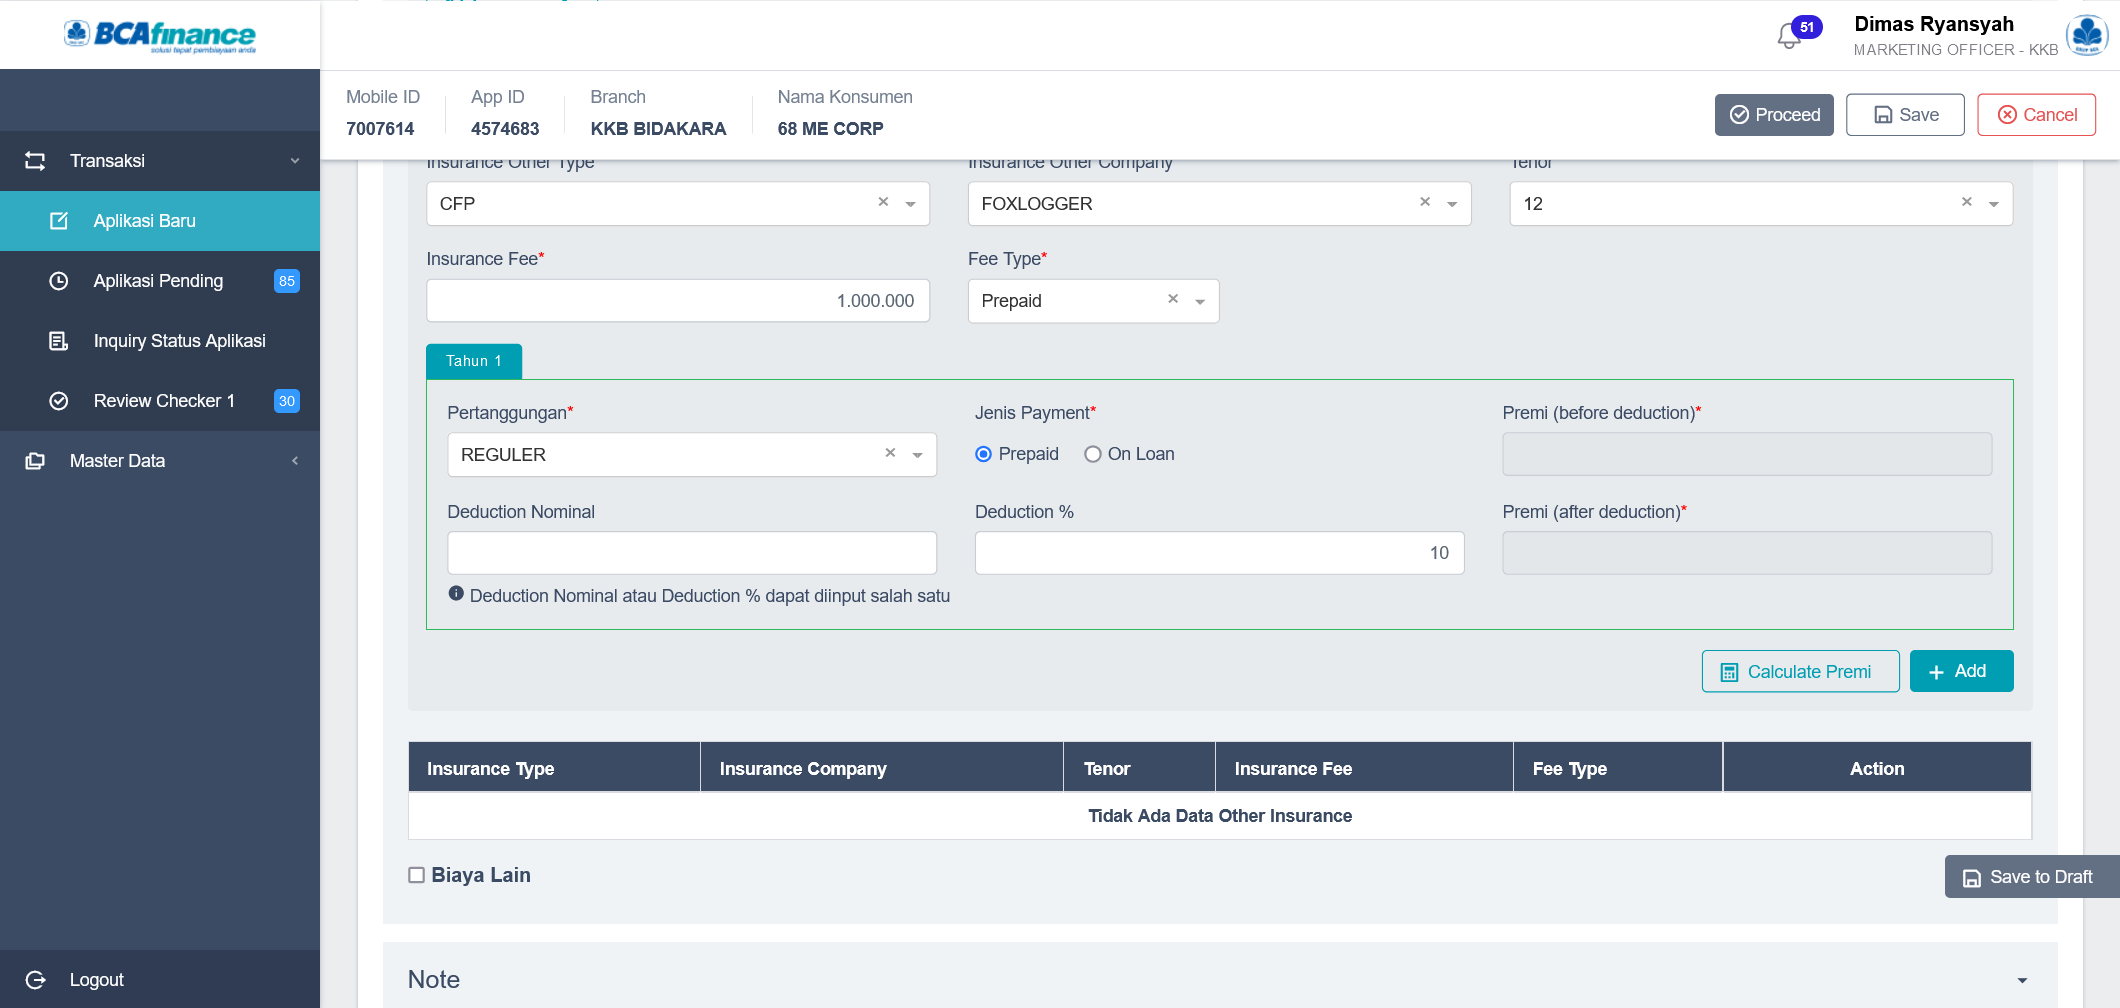 BCAfinance
solusi tepat pembiayaan anda
51
Dimas Ryansyah
MARKETING OFFICER - KKB
Mobile ID
7007614
App ID
4574683
Branch
KKB BIDAKARA
Nama Konsumen
68 ME CORP
Proceed
Save
Cancel
Transaksi
Aplikasi Baru
Aplikasi Pending
85
Inquiry Status Aplikasi
Review Checker 1
30
Master Data
Logout
Insurance Other Type
Insurance Other Company
Tenor
CFP
FOXLOGGER
12
Insurance Fee*
Fee Type*
1.000.000
Prepaid
Tahun 1
Pertanggungan*
Jenis Payment*
Premi (before deduction)*
REGULER
Prepaid
On Loan
Deduction Nominal
Deduction %
Premi (after deduction)*
10
Deduction Nominal atau Deduction % dapat diinput salah satu
Calculate Premi
Add
Insurance Type
Insurance Company
Tenor
Insurance Fee
Fee Type
Action
Tidak Ada Data Other Insurance
Biaya Lain
Save to Draft
Note